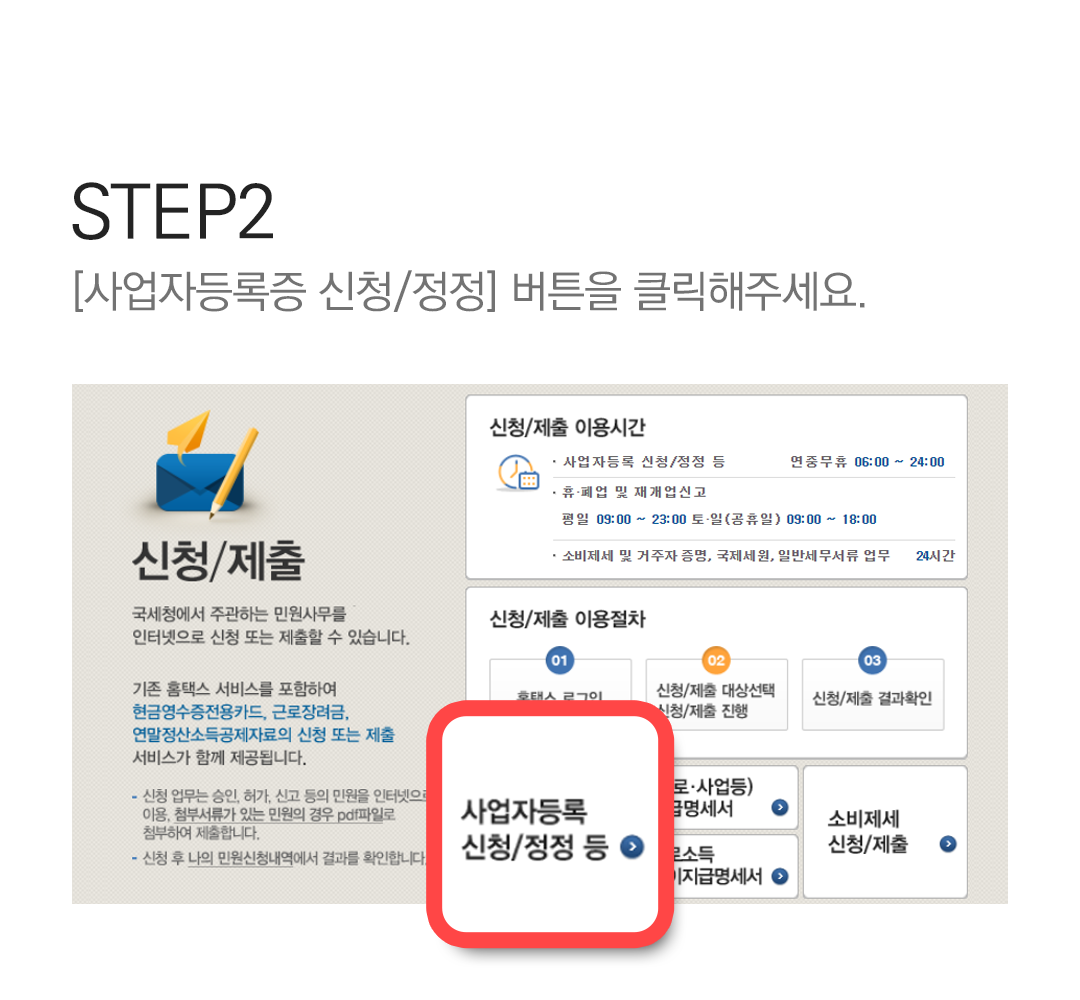 STEP2
[사업자등록증 신청/정정] 버튼을 클릭해주세요.
신청/제출
국세청에서 주관하는 민원사무를
인터넷으로 신청 또는 제출할 수 있습니다.
기존 홈택스 서비스를 포함하여
현금영수증전용카드, 근로장려금,
연말정산소득공제자료의 신청 또는 제출
서비스가 함께 제공됩니다.
- 신청 업무는 승인, 허가, 신고 등의 민원을 인터넷으로
이용, 첨부서류가 있는 민원의 경우 pdf파일로
첨부하여 제출합니다.
- 신청 후 나의 민원신청내역에서 결과를 확인합니다.
신청/제출 이용시간
· 사업자등록 신청/정정 등 연중무휴 06:00 ~ 24:00
· 휴·폐업 및 재개업신고
평일 09:00 ~ 23:00 토·일(공휴일) 09:00 ~ 18:00
· 소비제세 및 거주자 증명, 국제세원, 일반세무서류 업무 24시간
신청/제출 이용절차
01
홈택스 로그인
02
신청/제출 대상선택
신청/제출 진행
03
신청/제출 결과확인
사업자등록
신청/정정 등
로·사업등)
급명세서
로소득
이지급명세서
소비제세
신청/제출